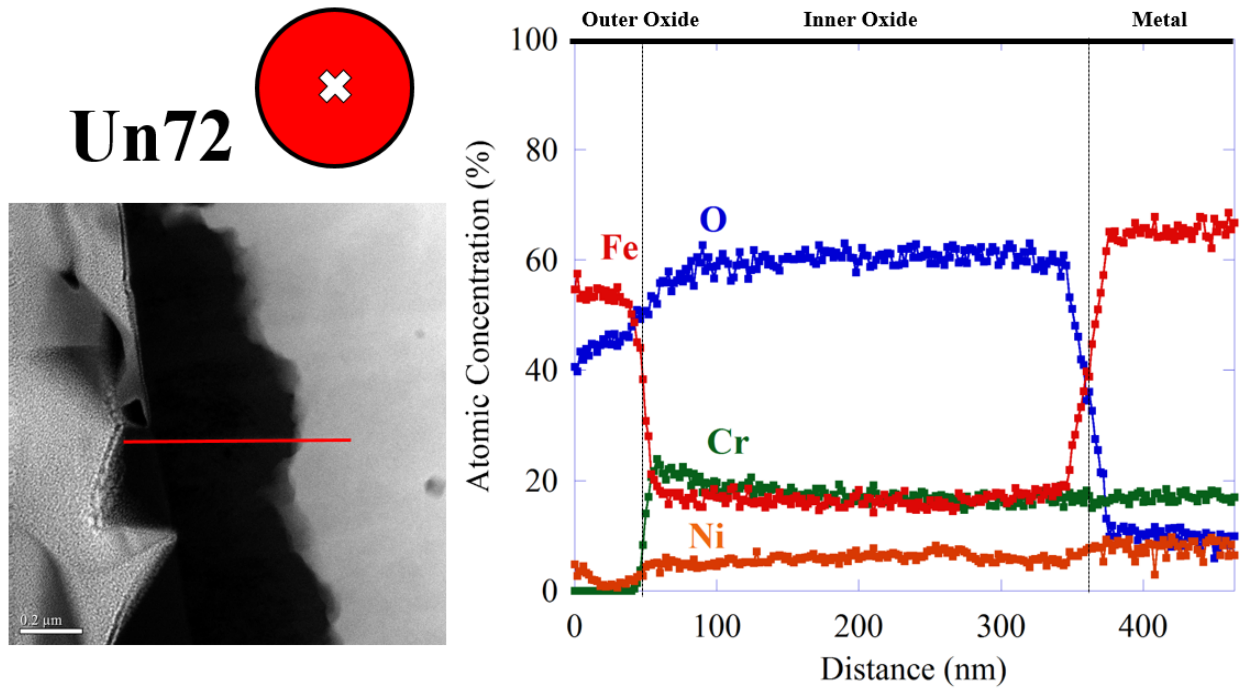 Un72
0.2 µm
Outer Oxide Inner Oxide Metal
100
80
60
40
20
0
Atomic Concentration (%)
Fe
O
Cr
Ni
0 100 200 300 400
Distance (nm)